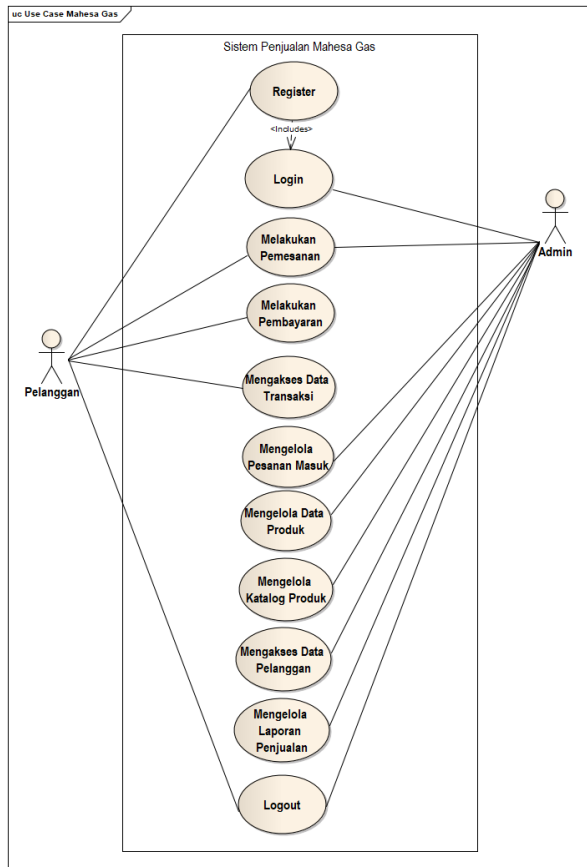 uc Use Case Mahesa Gas
Sistem Penjualan Mahesa Gas
Register
<Includes>
Login
Melakukan
Pemesanan
Admin
Melakukan
Pembayaran
Pelanggan
Mengakses Data
Transaksi
Mengelola
Pesanan Masuk
Mengelola Data
Produk
Mengelola
Katalog Produk
Mengakses Data
Pelanggan
Mengelola
Laporan
Penjualan
Logout